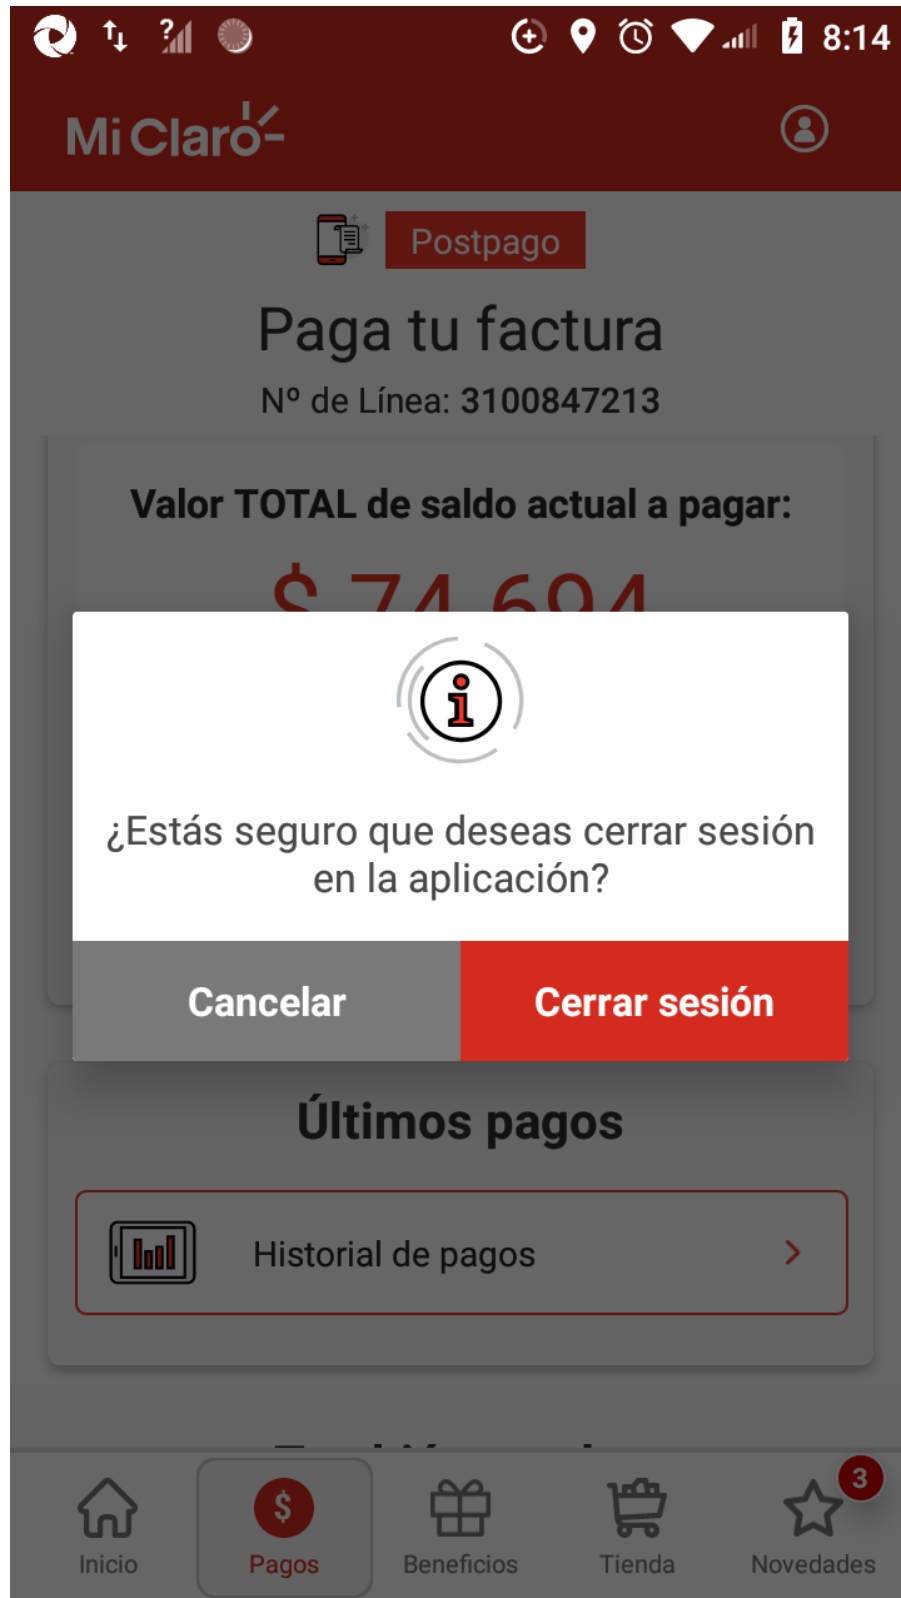 8:14
Mi Claro
Postpago
Paga tu factura
Nº de Línea: 3100847213
Valor TOTAL de saldo actual a pagar:
$ 74.694
¿Estás seguro que deseas cerrar sesión
en la aplicación?
Cancelar
Cerrar sesión
Últimos pagos
Historial de pagos
3
Inicio
Pagos
Beneficios
Tienda
Novedades